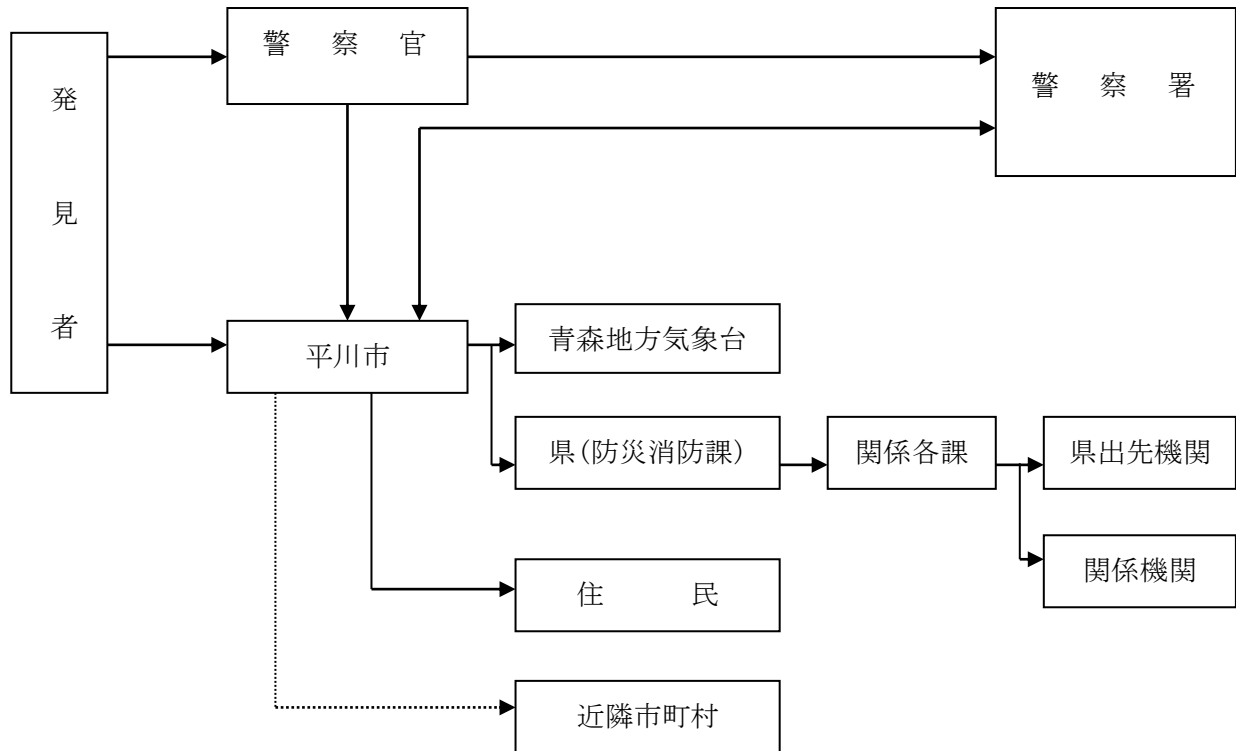 発見者
警察官
警察署
平川市
青森地方気象台
県(防災消防課)
関係各課
県出先機関
関係機関
住民
近隣市町村